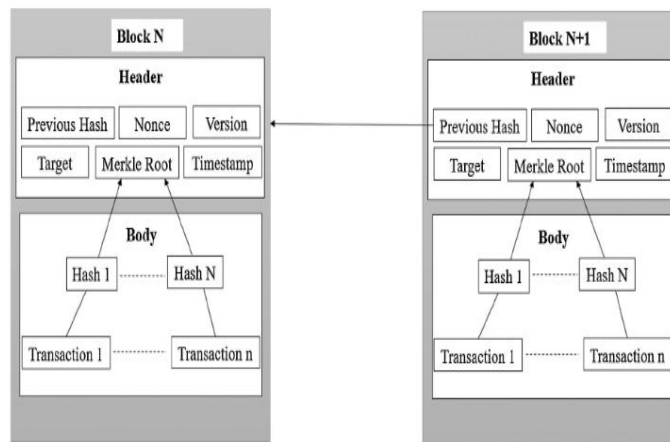 Block N
Header
Previous Hash Nonce Version
Target Merkle Root Timestamp
Body
Hash 1 Hash N
Transaction 1 Transaction n
Block N+1
Header
Previous Hash Nonce Version
Target Merkle Root Timestamp
Body
Hash 1 Hash N
Transaction 1 Transaction n